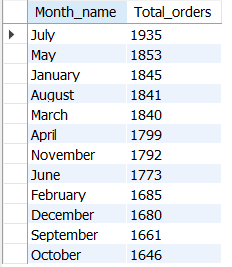 Month_name Total_orders
July 1935
May 1853
January 1845
August 1841
March 1840
April 1799
November 1792
June 1773
February 1685
December 1680
September 1661
October 1646